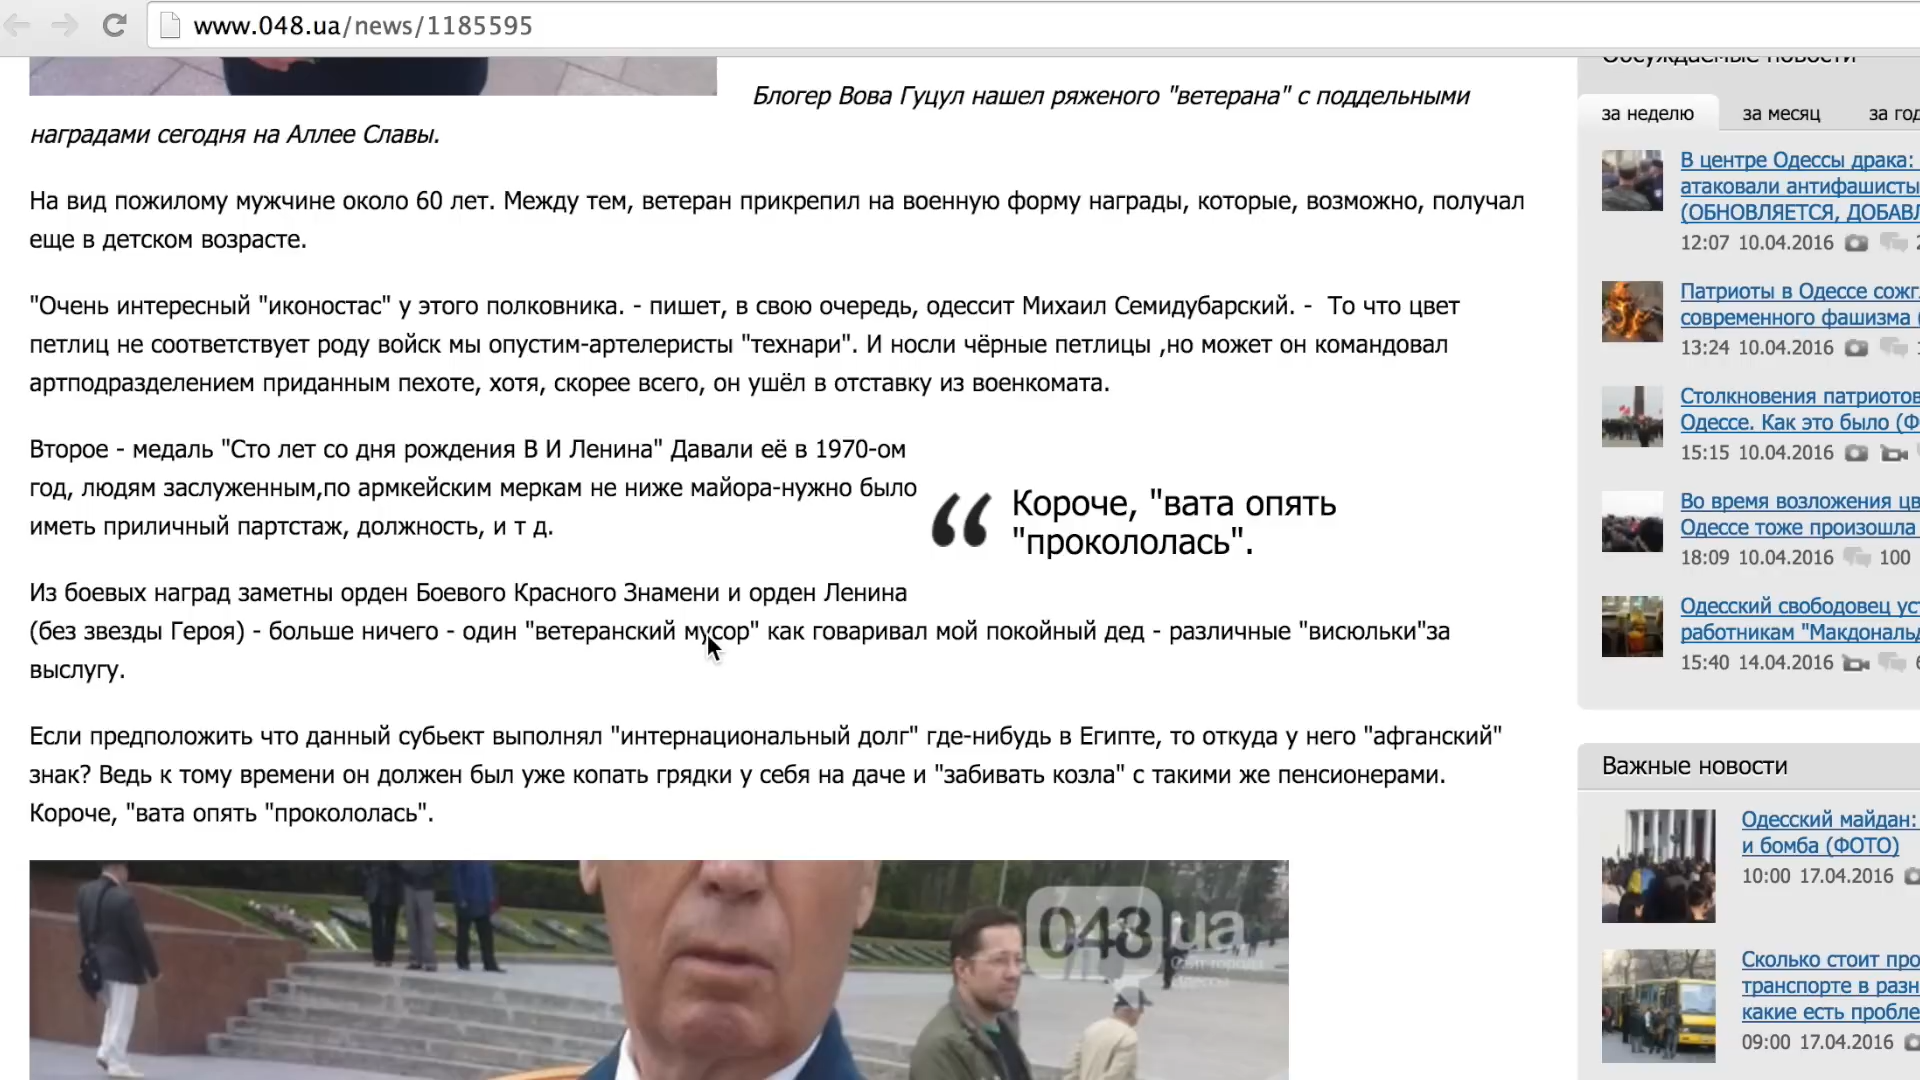 www.048.ua/news/1185595
Обсуждаемые новости
Блогер Вова Гуцул нашел ряженого "ветерана" с поддельными
наградами сегодня на Аллее Славы.
На вид пожилому мужчине около 60 лет. Между тем, ветеран прикрепил на военную форму награды, которые, возможно, получал
еще в детском возрасте.
"Очень интересный "иконостас" у этого полковника. - пишет, в свою очередь, одессит Михаил Семидубарский. - То что цвет
петлиц не соответствует роду войск мы опустим-артелеристы "технари". И носли чёрные петлицы ,но может он командовал
артподразделением приданным пехоте, хотя, скорее всего, он ушёл в отставку из военкомата.
Второе - медаль "Сто лет со дня рождения В И Ленина" Давали её в 1970-ом
год, людям заслуженным,по армкейским меркам не ниже майора-нужно было
иметь приличный партстаж, должность, и т д.
“ Короче, "вата опять
"прокололась".
Из боевых наград заметны орден Боевого Красного Знамени и орден Ленина
(без звезды Героя) - больше ничего - один "ветеранский мусор" как говаривал мой покойный дед - различные "висюльки"за
выслугу.
Если предположить что данный субьект выполнял "интернациональный долг" где-нибудь в Египте, то откуда у него "афганский"
знак? Ведь к тому времени он должен был уже копать грядки у себя на даче и "забивать козла" с такими же пенсионерами.
Короче, "вата опять "прокололась".
048 ua
Сайт города
Одессы
за неделю за месяц за год
В центре Одессы драка:
атаковали антифашисты
(ОБНОВЛЯЕТСЯ, ДОБАВЛ
12:07 10.04.2016
Патриоты в Одессе сожг
современного фашизма
13:24 10.04.2016
Столкновения патриотов
Одессе. Как это было (Ф
15:15 10.04.2016
Во время возложения цв
Одессе тоже произошла
18:09 10.04.2016 100
Одесский свободовец ус
работникам "Макдональд
15:40 14.04.2016
Важные новости
Одесский майдан:
и бомба (ФОТО)
10:00 17.04.2016
Сколько стоит про
транспорте в разн
какие есть пробле
09:00 17.04.2016